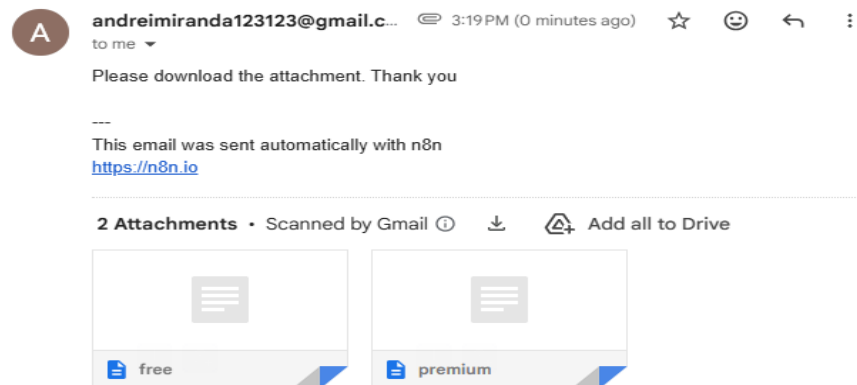 A
andreimiranda123123@gmail.c... 3:19 PM (0 minutes ago)
to me
Please download the attachment. Thank you
---
This email was sent automatically with n8n
https://n8n.io
2 Attachments • Scanned by Gmail
Add all to Drive
free
premium